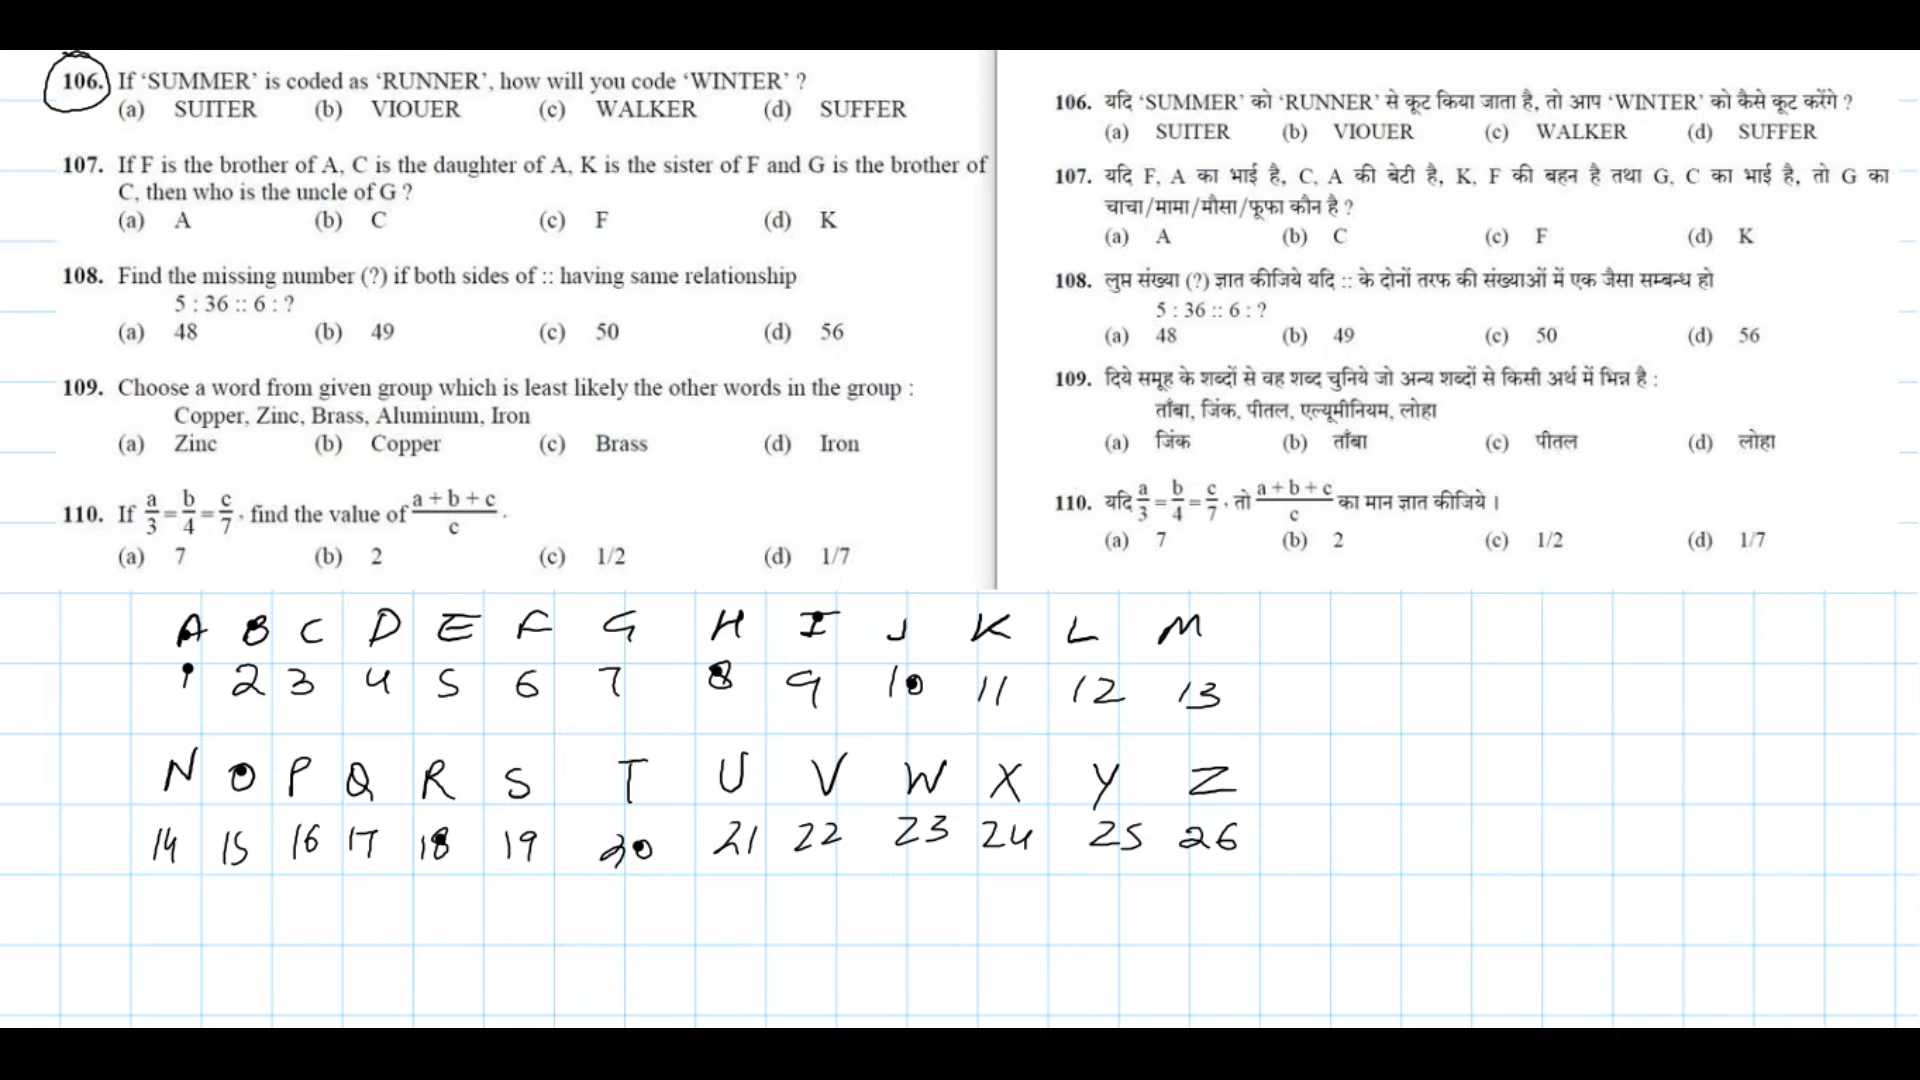 106. If ‘SUMMER’ is coded as ‘RUNNER’, how will you code ‘WINTER’ ?
(a) SUITER (b) VIOUER (c) WALKER (d) SUFFER
107. If F is the brother of A, C is the daughter of A, K is the sister of F and G is the brother of
C, then who is the uncle of G ?
(a) A (b) C (c) F (d) K
108. Find the missing number (?) if both sides of :: having same relationship
5 : 36 :: 6 : ?
(a) 48 (b) 49 (c) 50 (d) 56
109. Choose a word from given group which is least likely the other words in the group :
Copper, Zinc, Brass, Aluminum, Iron
(a) Zinc (b) Copper (c) Brass (d) Iron
110. If a/3 = b/4 = c/7, find the value of (a + b + c)/c .
(a) 7 (b) 2 (c) 1/2 (d) 1/7
106. यदि ‘SUMMER’ को ‘RUNNER’ से कूट किया जाता है, तो आप ‘WINTER’ को कैसे कूट करेंगे ?
(a) SUITER (b) VIOUER (c) WALKER (d) SUFFER
107. यदि F, A का भाई है, C, A की बेटी है, K, F की बहन है तथा G, C का भाई है, तो G का
चाचा/मामा/मौसा/फूफा कौन है ?
(a) A (b) C (c) F (d) K
108. लुप्त संख्या (?) ज्ञात कीजिये यदि :: के दोनों तरफ की संख्याओं में एक जैसा सम्बन्ध हो
5 : 36 :: 6 : ?
(a) 48 (b) 49 (c) 50 (d) 56
109. दिये समूह के शब्दों से वह शब्द चुनिये जो अन्य शब्दों से किसी अर्थ में भिन्न है :
ताँबा, जिंक, पीतल, एल्यूमीनियम, लोहा
(a) जिंक (b) ताँबा (c) पीतल (d) लोहा
110. यदि a/3 = b/4 = c/7, तो (a + b + c)/c का मान ज्ञात कीजिये ।
(a) 7 (b) 2 (c) 1/2 (d) 1/7
A B C D E F G H I J K L M
1 2 3 4 5 6 7 8 9 10 11 12 13
N O P Q R S T U V W X Y Z
14 15 16 17 18 19 20 21 22 23 24 25 26